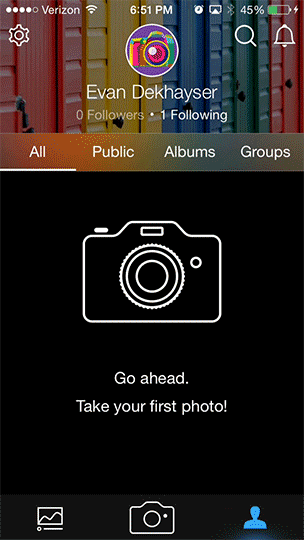 Verizon 6:51 PM 45%
Evan Dekhayser
0 Followers • 1 Following
All Public Albums Groups
Go ahead.
Take your first photo!